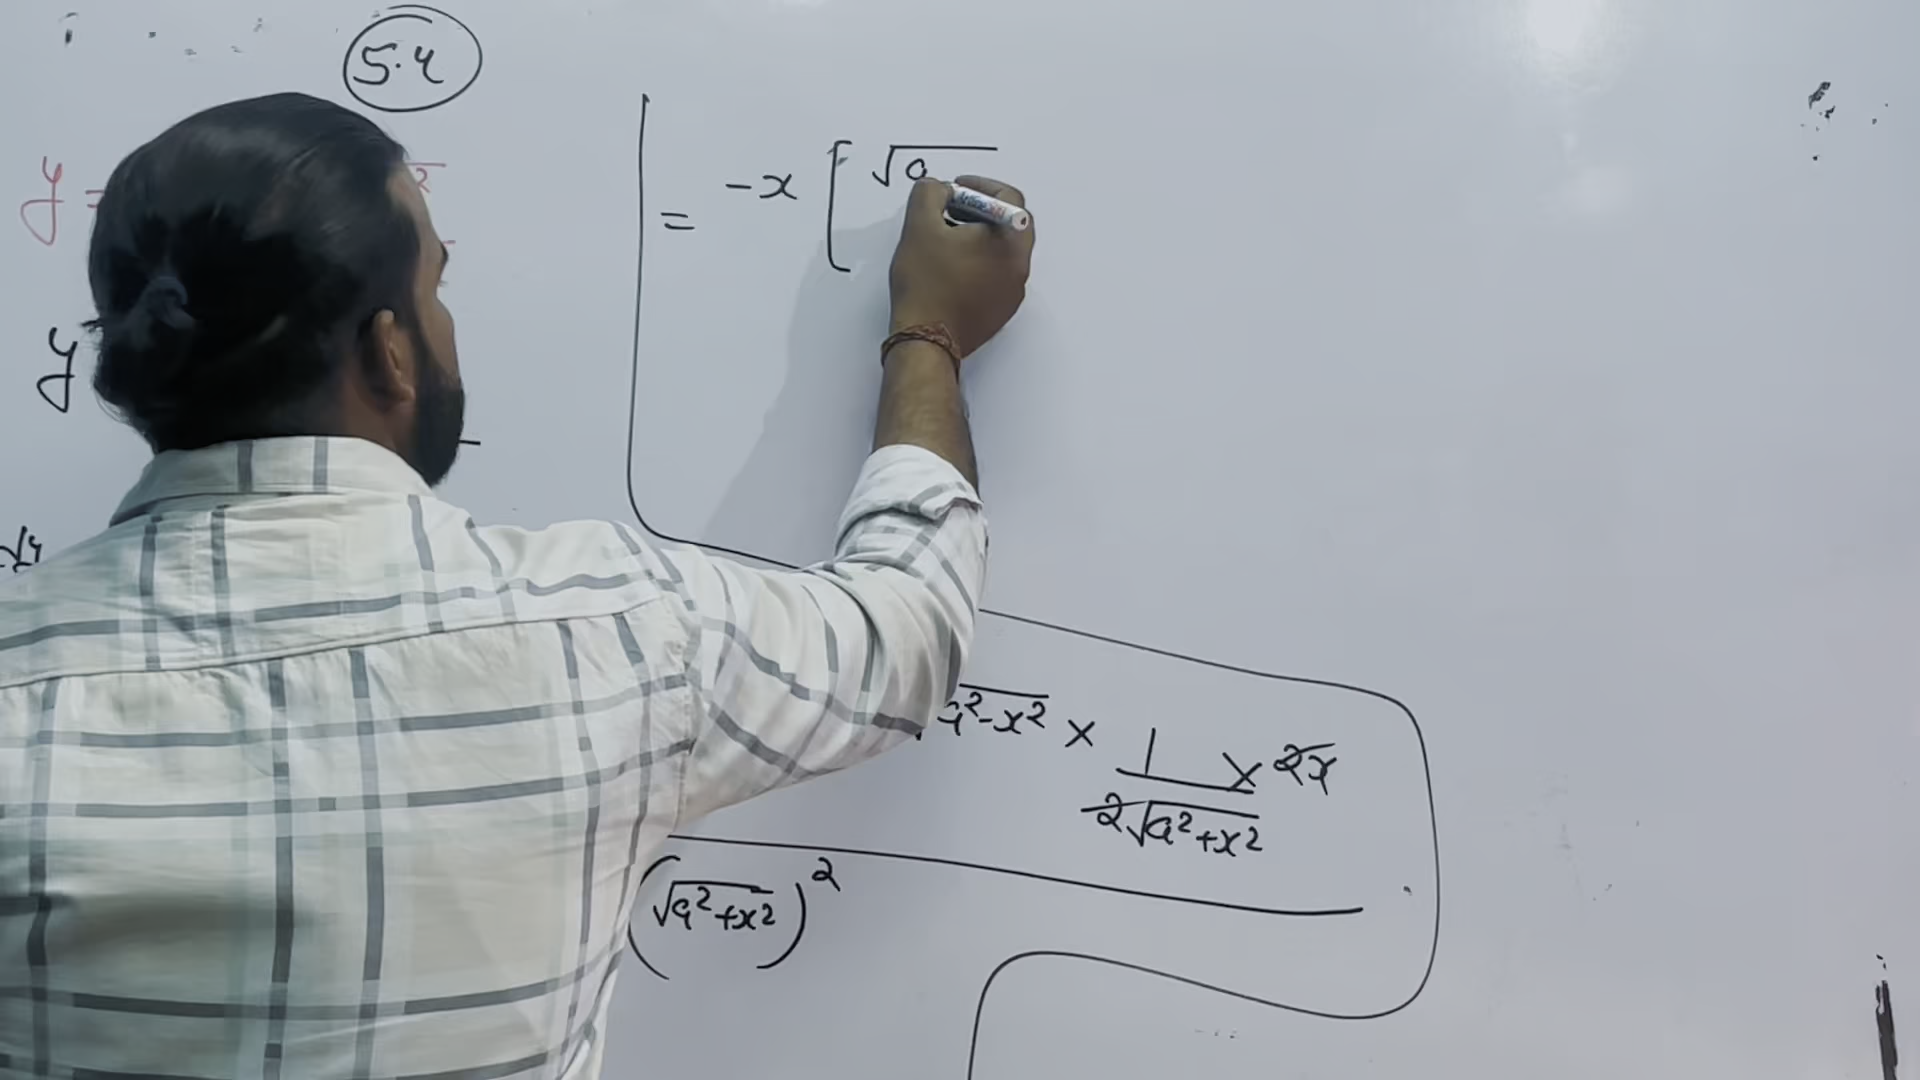 5.4
y =
y
= -x [ √a
√a²-x² × 1/(2√a²+x²) × 2x
(√a²+x²)²